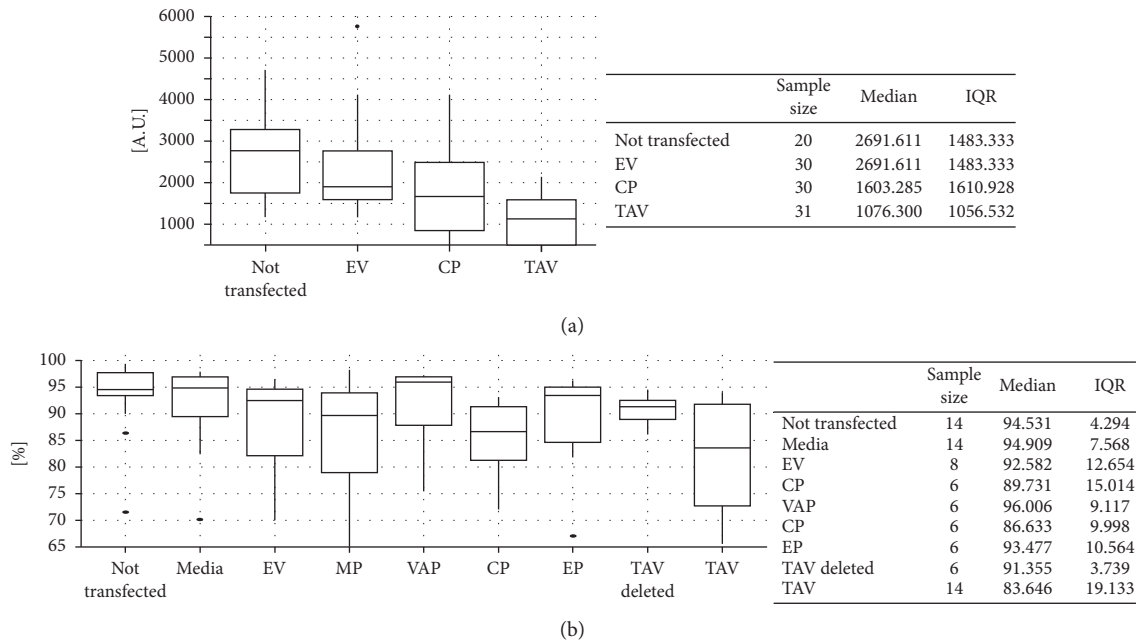 6000
5000
4000
3000
2000
1000
[A.U.]
Not transfected
EV
CP
TAV
Sample size Median IQR
Not transfected 20 2691.611 1483.333
EV 30 2691.611 1483.333
CP 30 1603.285 1610.928
TAV 31 1076.300 1056.532
(a)
100
95
90
85
80
75
70
65
[%]
Not transfected
Media
EV
MP
VAP
CP
EP
TAV deleted
TAV
Sample size Median IQR
Not transfected 14 94.531 4.294
Media 14 94.909 7.568
EV 8 92.582 12.654
CP 6 89.731 15.014
VAP 6 96.006 9.117
CP 6 86.633 9.998
EP 6 93.477 10.564
TAV deleted 6 91.355 3.739
TAV 14 83.646 19.133
(b)